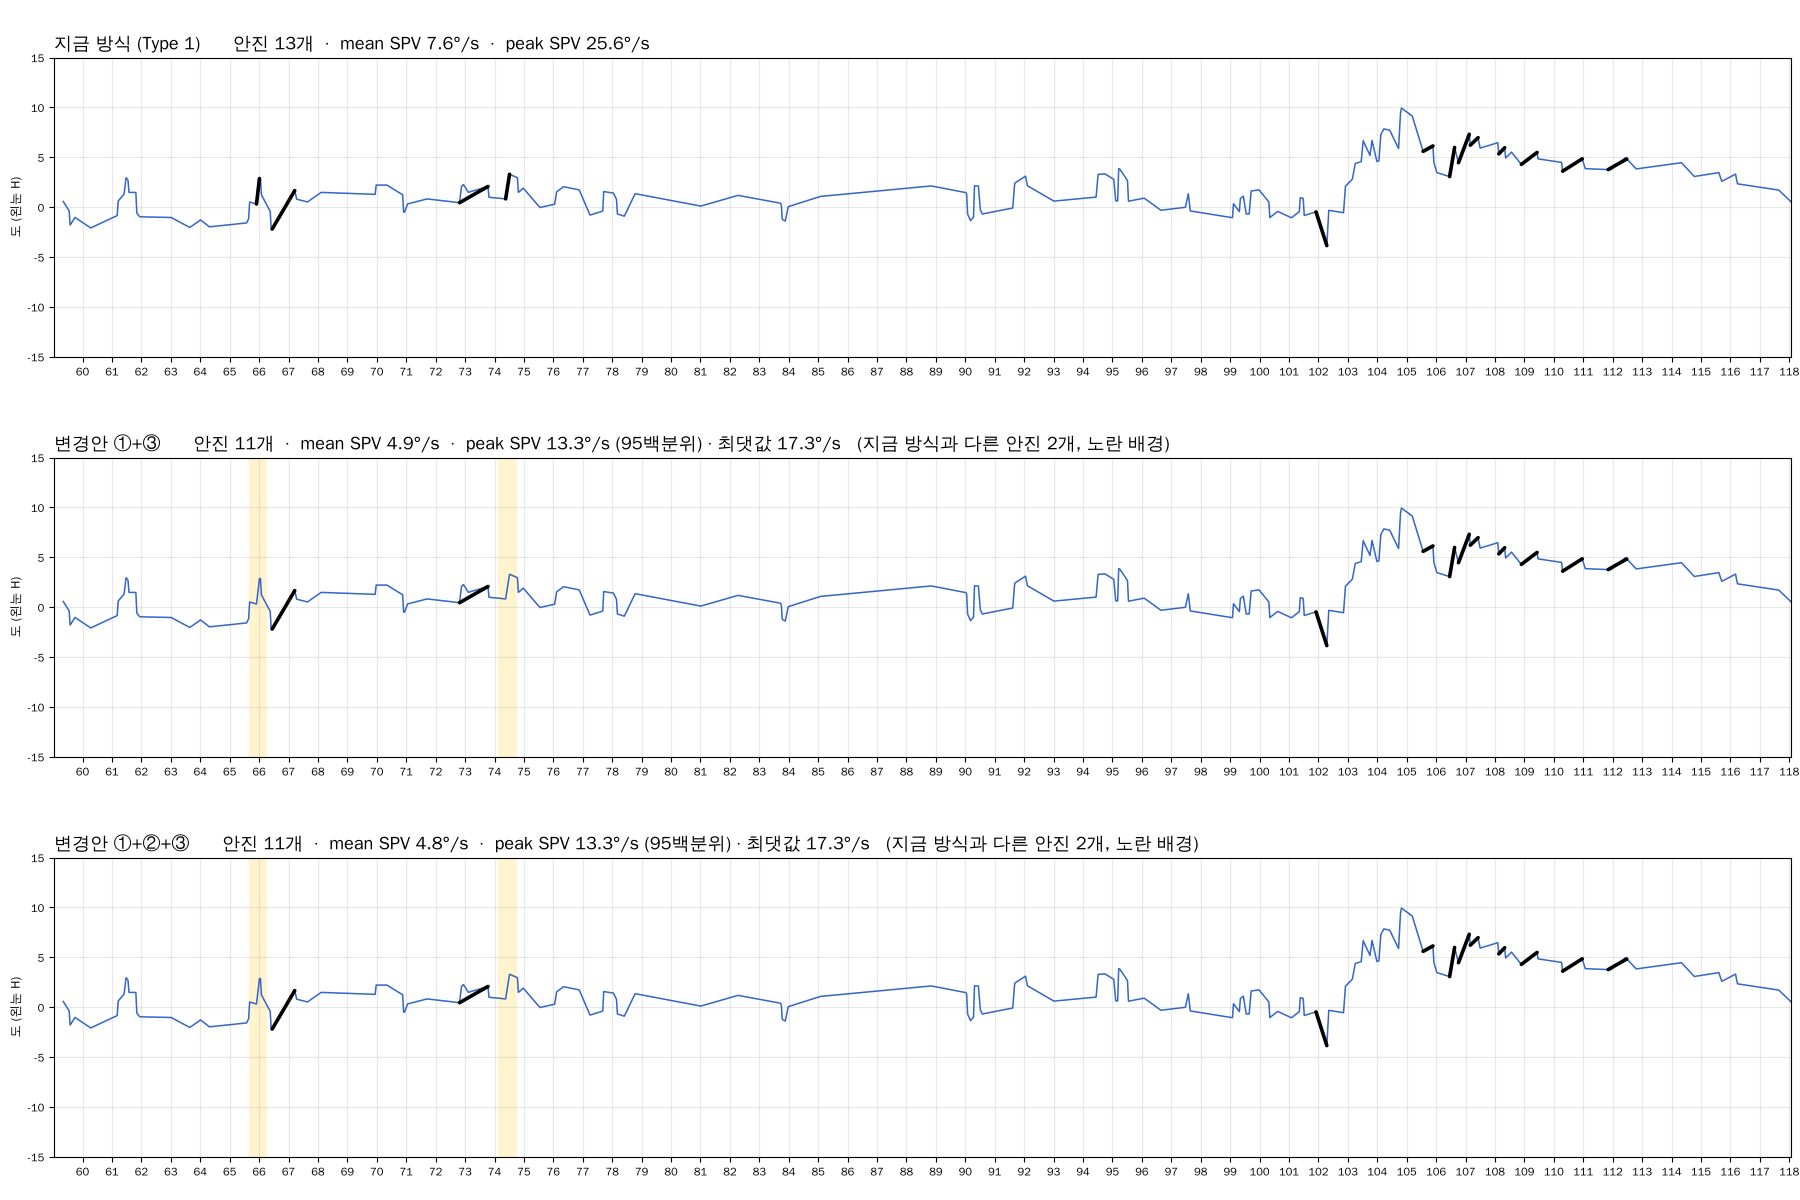 지금 방식 (Type 1) 안진 13개 · mean SPV 7.6°/s · peak SPV 25.6°/s
15
10
5
0
-5
-10
-15
도 (왼눈 H)
60 61 62 63 64 65 66 67 68 69 70 71 72 73 74 75 76 77 78 79 80 81 82 83 84 85 86 87 88 89 90 91 92 93 94 95 96 97 98 99 100 101 102 103 104 105 106 107 108 109 110 111 112 113 114 115 116 117 118
변경안 ①+③ 안진 11개 · mean SPV 4.9°/s · peak SPV 13.3°/s (95백분위) · 최댓값 17.3°/s (지금 방식과 다른 안진 2개, 노란 배경)
15
10
5
0
-5
-10
-15
도 (왼눈 H)
60 61 62 63 64 65 66 67 68 69 70 71 72 73 74 75 76 77 78 79 80 81 82 83 84 85 86 87 88 89 90 91 92 93 94 95 96 97 98 99 100 101 102 103 104 105 106 107 108 109 110 111 112 113 114 115 116 117 118
변경안 ①+②+③ 안진 11개 · mean SPV 4.8°/s · peak SPV 13.3°/s (95백분위) · 최댓값 17.3°/s (지금 방식과 다른 안진 2개, 노란 배경)
15
10
5
0
-5
-10
-15
도 (왼눈 H)
60 61 62 63 64 65 66 67 68 69 70 71 72 73 74 75 76 77 78 79 80 81 82 83 84 85 86 87 88 89 90 91 92 93 94 95 96 97 98 99 100 101 102 103 104 105 106 107 108 109 110 111 112 113 114 115 116 117 118